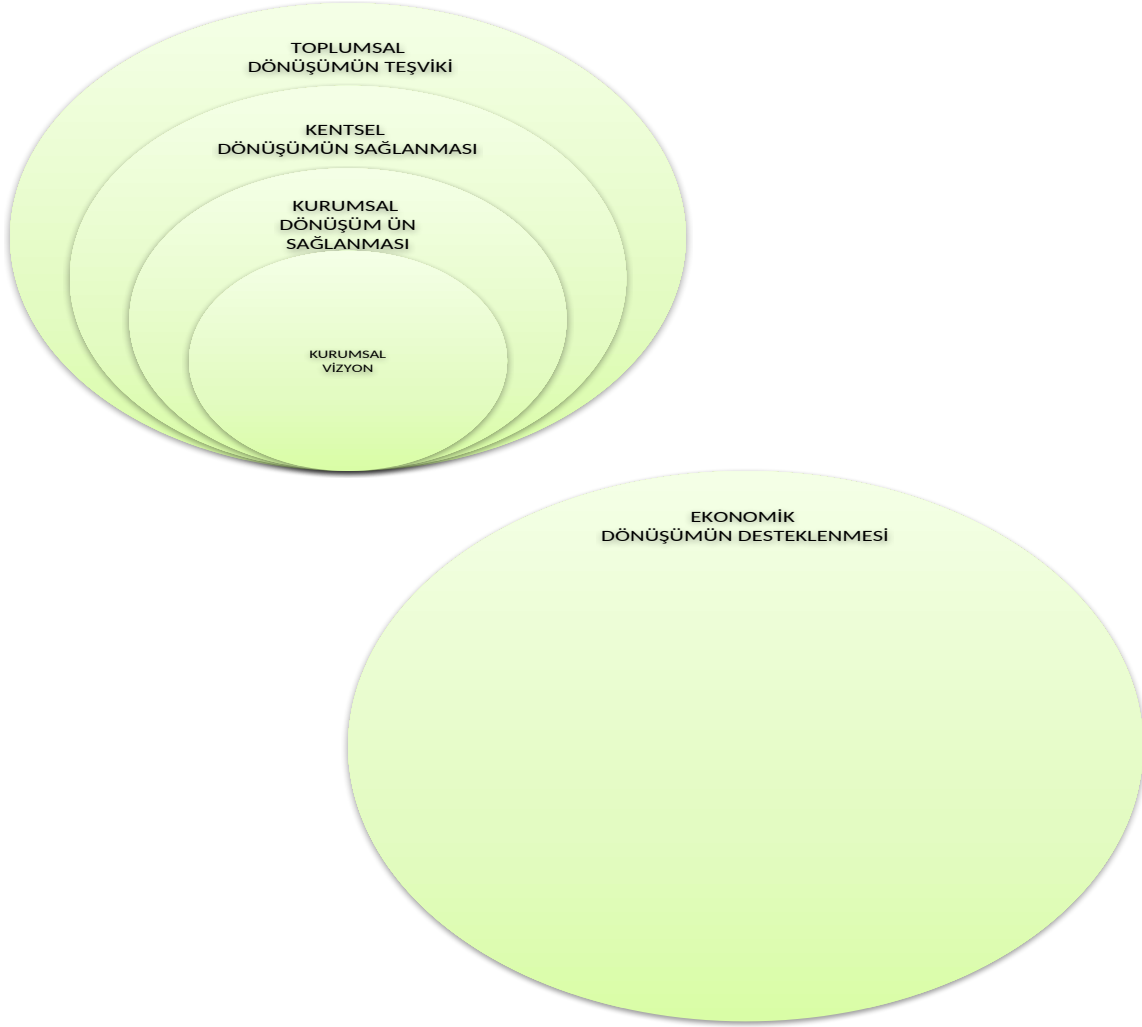 TOPLUMSAL
DÖNÜŞÜMÜN TEŞVİKİ
KENTSEL
DÖNÜŞÜMÜN SAĞLANMASI
KURUMSAL
DÖNÜŞÜM ÜN
SAĞLANMASI
KURUMSAL
VİZYON
EKONOMİK
DÖNÜŞÜMÜN DESTEKLENMESİ